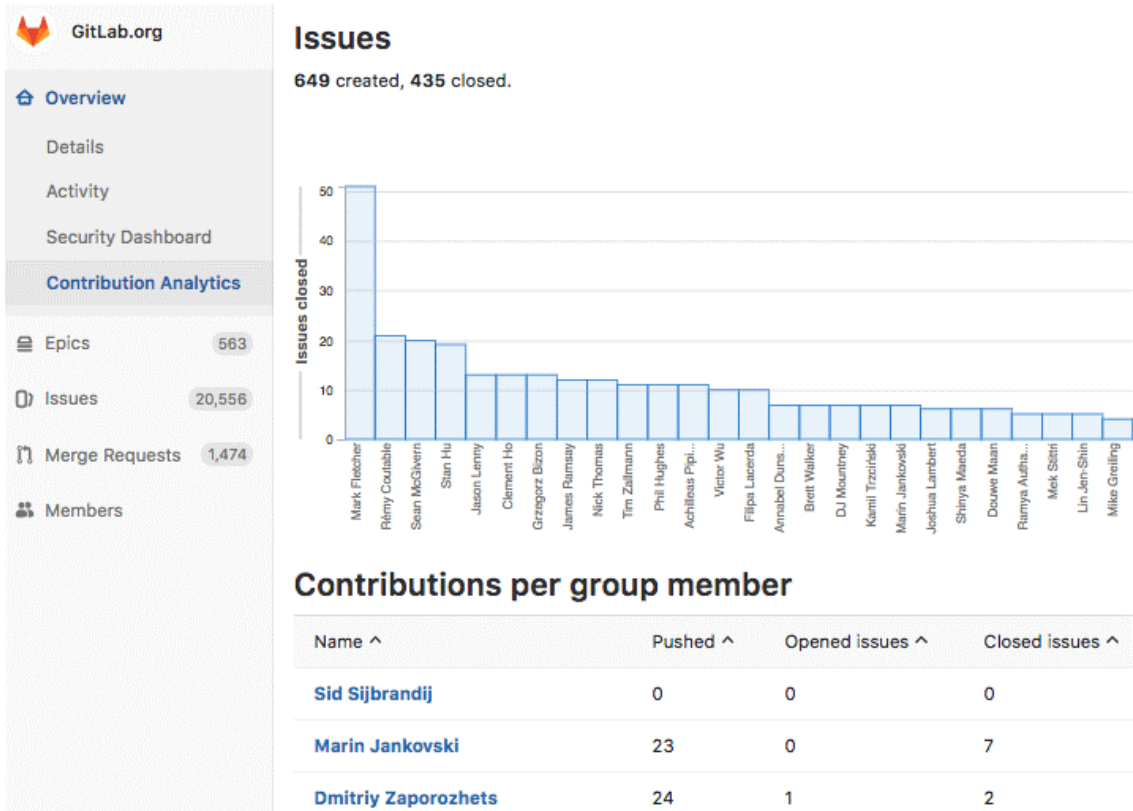 GitLab.org
Overview
Details
Activity
Security Dashboard
Contribution Analytics
Epics 563
Issues 20,556
Merge Requests 1,474
Members
Issues
649 created, 435 closed.
Issues closed
50
40
30
20
10
0
Mark Fletcher
Rémy Coutable
Sean McGivern
Stan Hu
Jason Lenny
Clement Ho
Grzegorz Bizon
James Ramsay
Nick Thomas
Tim Zallmann
Phil Hughes
Achilleas Pipi...
Victor Wu
Filipa Lacerda
Annabel Duns...
Brett Walker
DJ Mountney
Kamil Trzciński
Marin Jankovski
Joshua Lambert
Shinya Maeda
Douwe Maan
Ramya Autha...
Mek Stittri
Lin Jen-Shin
Mike Greiling
Contributions per group member
Name ^ Pushed ^ Opened issues ^ Closed issues ^
Sid Sijbrandij 0 0 0
Marin Jankovski 23 0 7
Dmitriy Zaporozhets 24 1 2